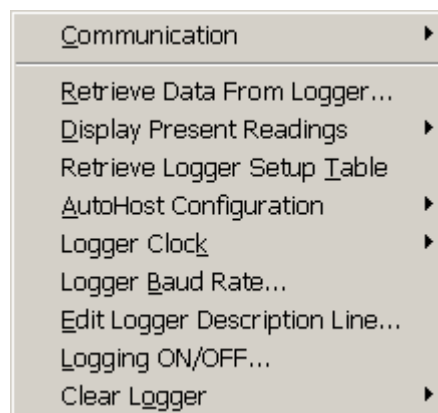 Communication
Retrieve Data From Logger...
Display Present Readings
Retrieve Logger Setup Table
AutoHost Configuration
Logger Clock
Logger Baud Rate...
Edit Logger Description Line...
Logging ON/OFF...
Clear Logger